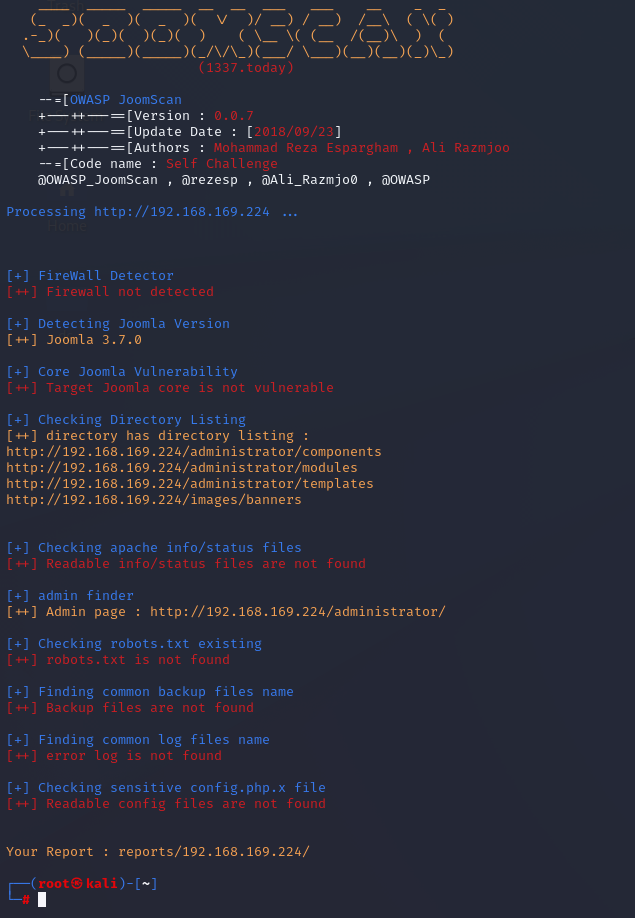 (1337.today)
--=[OWASP JoomScan
+---++---==[Version : 0.0.7
+---++---==[Update Date : [2018/09/23]
+---++---==[Authors : Mohammad Reza Espargham , Ali Razmjoo
--=[Code name : Self Challenge
@OWASP_JoomScan , @rezesp , @Ali_Razmjo0 , @OWASP
Processing http://192.168.169.224 ...
Home
[+] FireWall Detector
[++] Firewall not detected
[+] Detecting Joomla Version
[++] Joomla 3.7.0
[+] Core Joomla Vulnerability
[++] Target Joomla core is not vulnerable
[+] Checking Directory Listing
[++] directory has directory listing :
http://192.168.169.224/administrator/components
http://192.168.169.224/administrator/modules
http://192.168.169.224/administrator/templates
http://192.168.169.224/images/banners
[+] Checking apache info/status files
[++] Readable info/status files are not found
[+] admin finder
[++] Admin page : http://192.168.169.224/administrator/
[+] Checking robots.txt existing
[++] robots.txt is not found
[+] Finding common backup files name
[++] Backup files are not found
[+] Finding common log files name
[++] error log is not found
[+] Checking sensitive config.php.x file
[++] Readable config files are not found
Your Report : reports/192.168.169.224/
┌──(root㉿kali)-[~]
└─#